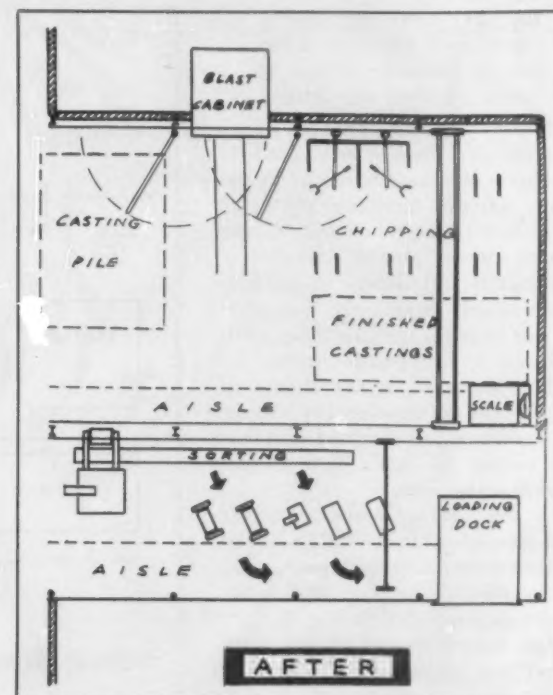 BLAST
CABINET
CASTING
PILE
CHIPPING
FINISHED
CASTINGS
AISLE
SCALE
SORTING
LOADING
DOCK
AISLE
AFTER